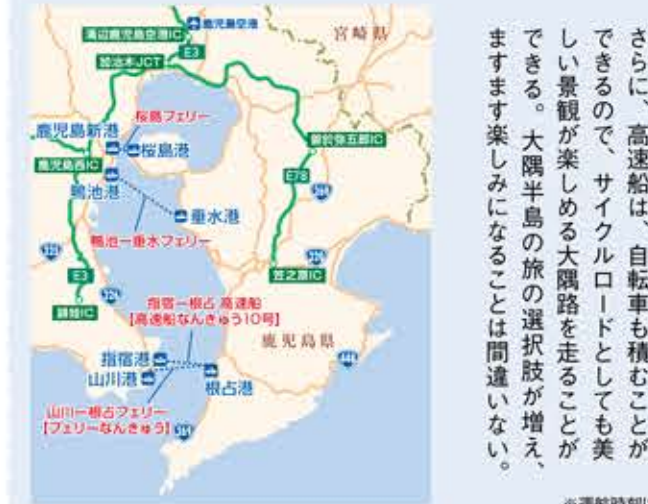 さらに、高速船は、自転車も積むことが
できるので、サイクルロードとしても美
しい景観が楽しめる大隅路を走ることが
できる。大隅半島の旅の選択肢が増え、
ますます楽しみになることは間違いない。
鹿児島空港
溝辺鹿児島空港IC
E3
宮崎県
加治木JCT
桜島フェリー
鹿児島新港
桜島港
曽於弥五郎IC
鹿児島西IC
鴨池港
E78
垂水港
鴨池ー垂水フェリー
E3
226
笠之原IC
指宿ー根占 高速船
【高速船なんきゅう10号】
鹿児島県
448
指宿港
山川港
根占港
山川ー根占フェリー
【フェリーなんきゅう】